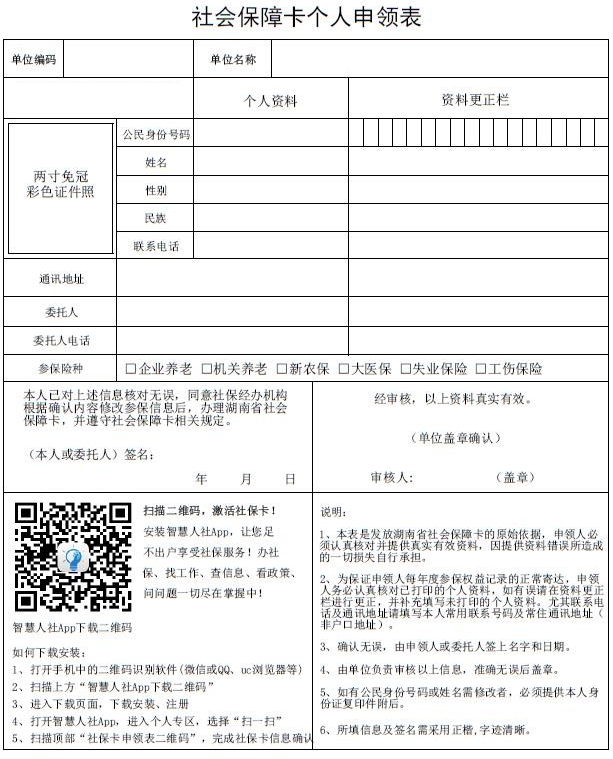 社会保障卡个人申领表
单位编码
单位名称
个人资料
资料更正栏
两寸免冠
彩色证件照
公民身份号码
姓名
性别
民族
联系电话
通讯地址
委托人
委托人电话
参保险种
□企业养老 □机关养老 □新农保 □大医保 □失业保险 □工伤保险
本人已对上述信息核对无误，同意社保经办机构
根据确认内容修改参保信息后，办理湖南省社会
保障卡，并遵守社会保障卡相关规定。
（本人或委托人）签名：
年 月 日
经审核，以上资料真实有效。
（单位盖章确认）
审核人： （盖章）
扫描二维码，激活社保卡！
安装智慧人社App，让您足
不出户享受社保服务！办社
保、找工作、查信息、看政策、
问问题一切尽在掌握中！
智慧人社App下载二维码
如何下载安装：
1、打开手机中的二维码识别软件(微信或QQ、uc浏览器等)
2、扫描上方“智慧人社App下载二维码”
3、进入下载页面，下载安装、注册
4、打开智慧人社App，进入个人专区，选择“扫一扫”
5、扫描顶部“社保卡申领表二维码”，完成社保卡信息确认
说明：
1、本表是发放湖南省社会保障卡的原始依据，申领人必
须认真核对并提供真实有效资料，因提供资料错误所造成
的一切损失自行承担。
2、为保证申领人每年度参保权益记录的正常寄达，申领
人务必认真核对已打印的个人资料，如有误请在资料更正
栏进行更正，并补充填写未打印的个人资料。尤其联系电
话及通讯地址请填写本人常用联系号码及常住通讯地址（
非户口地址）。
3、确认无误，由申领人或委托人签上名字和日期。
4、由单位负责审核以上信息，准确无误后盖章。
5、如有公民身份号码或姓名需修改者，必须提供本人身
份证复印件附后。
6、所填信息及签名需采用正楷,字迹清晰。